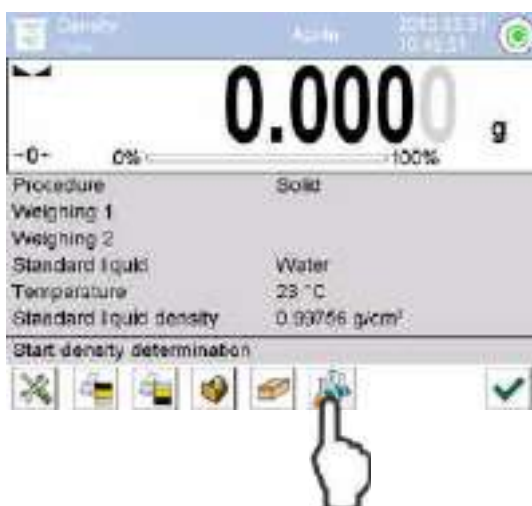 Density
0.0000 g
→0← 0% 100%
Procedure Solid
Weighing 1
Weighing 2
Standard liquid Water
Temperature 23 °C
Standard liquid density 0.99756 g/cm³
Start density determination